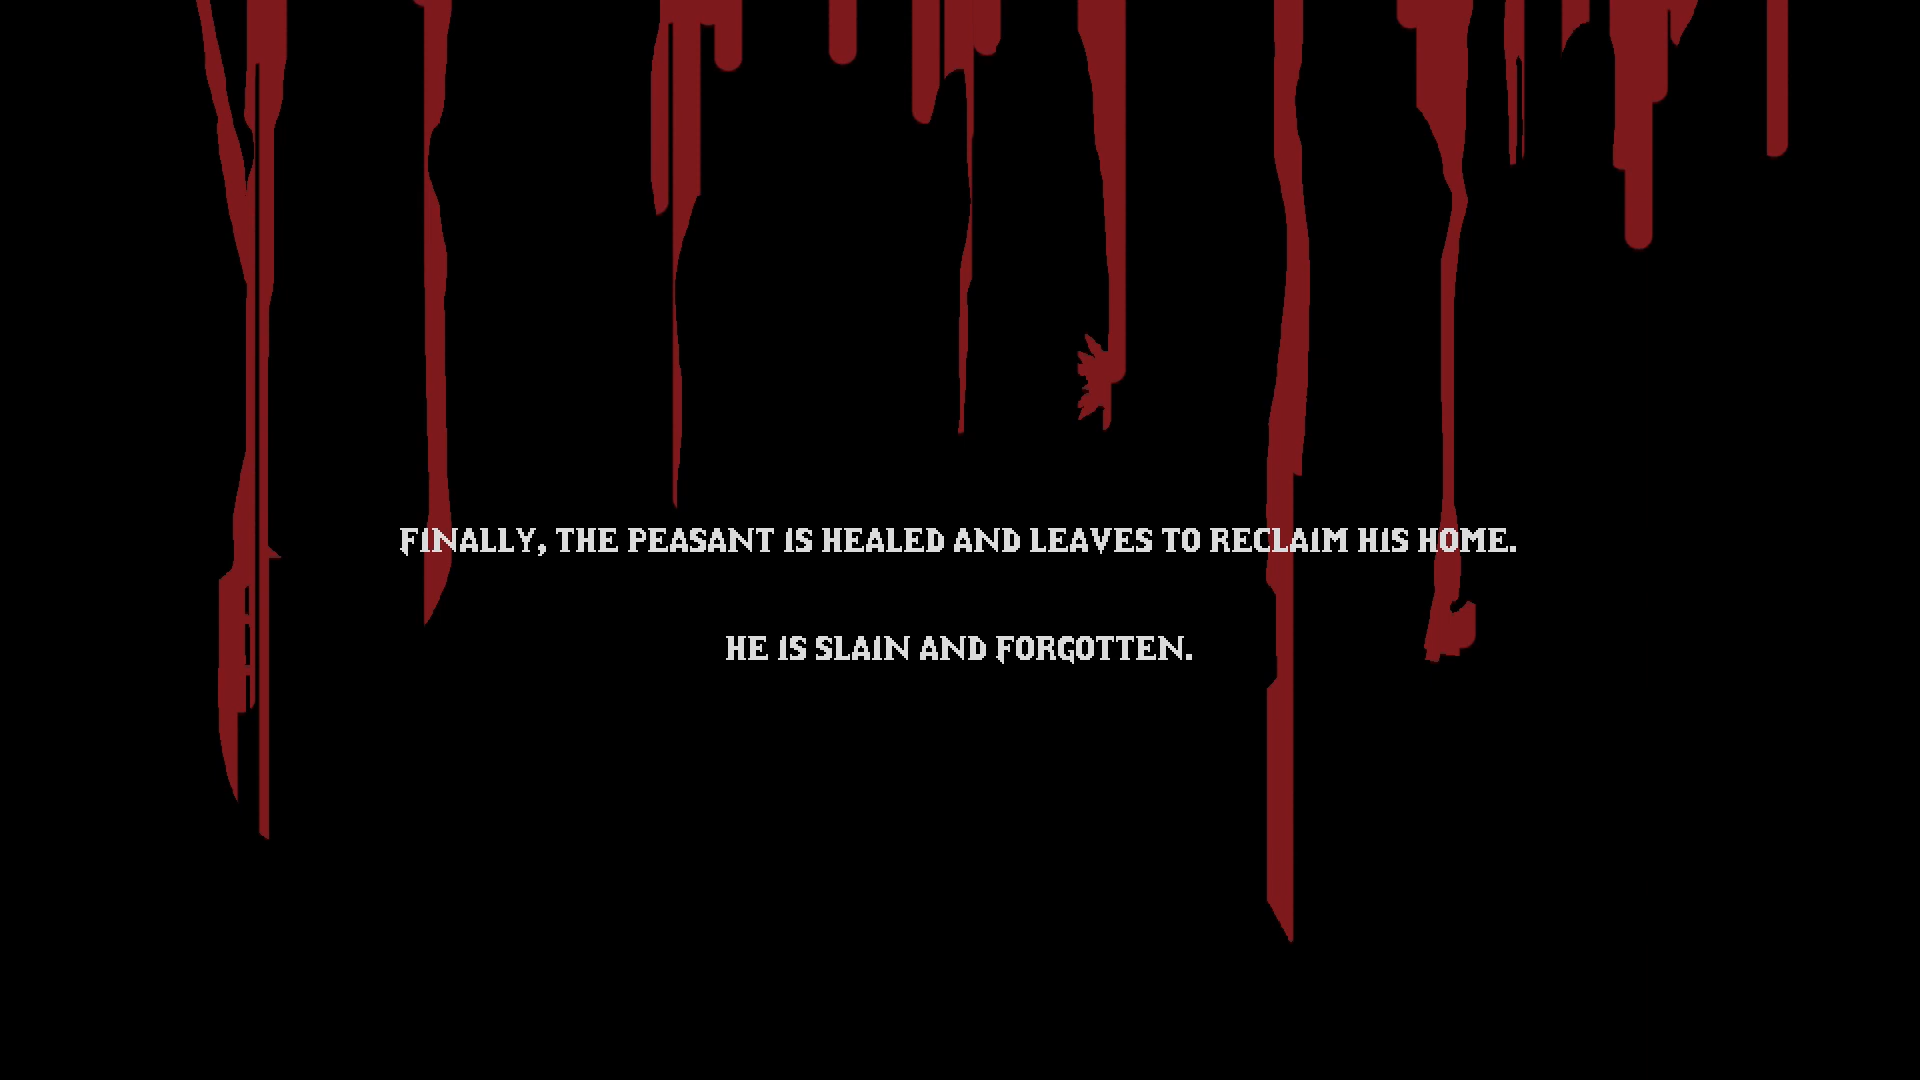 FINALLY, THE PEASANT IS HEALED AND LEAVES TO RECLAIM HIS HOME.
HE IS SLAIN AND FORGOTTEN.